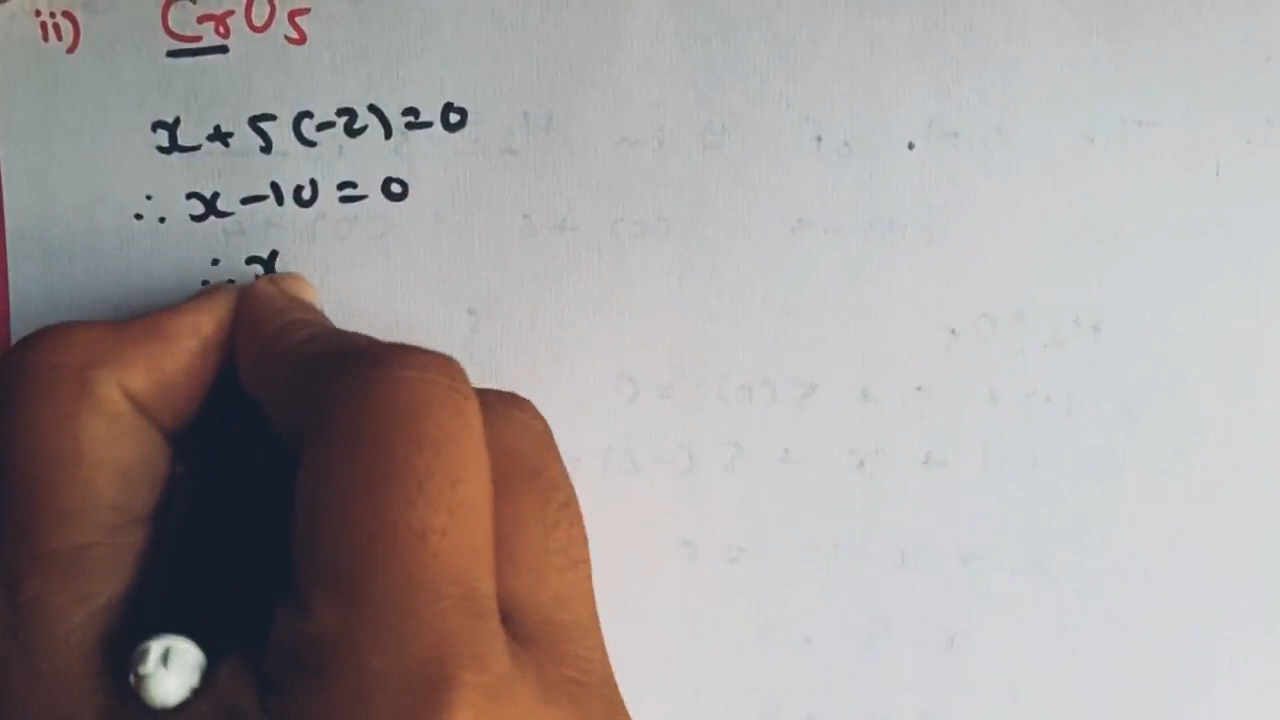 ii) CrO5
x + 5(-2) = 0
∴ x - 10 = 0
∴ x